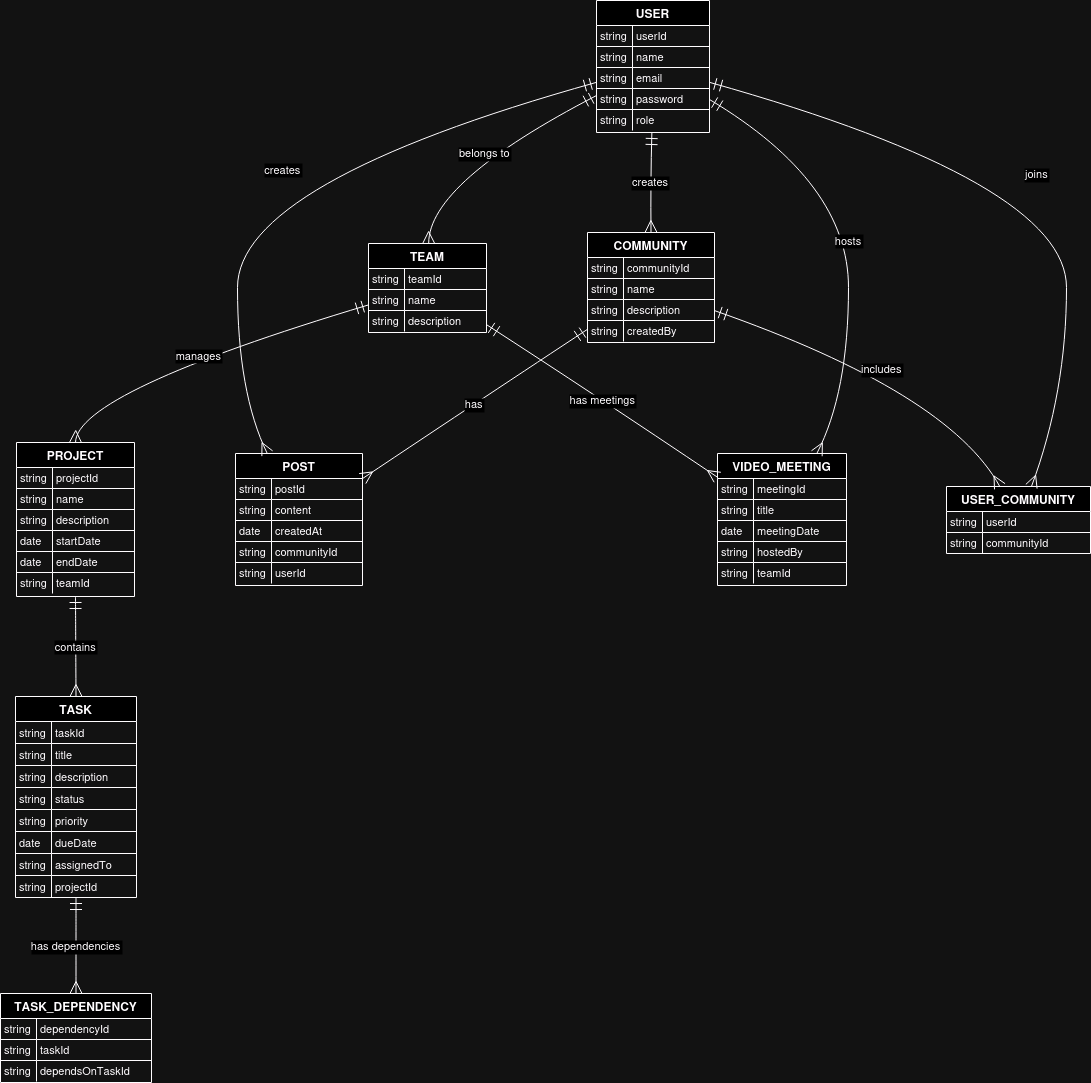 USER
string userId
string name
string email
string password
string role
creates
belongs to
creates
hosts
joins
TEAM
string teamId
string name
string description
COMMUNITY
string communityId
string name
string description
string createdBy
manages
has
has meetings
includes
PROJECT
string projectId
string name
string description
date startDate
date endDate
string teamId
POST
string postId
string content
date createdAt
string communityId
string userId
VIDEO_MEETING
string meetingId
string title
date meetingDate
string hostedBy
string teamId
USER_COMMUNITY
string userId
string communityId
contains
TASK
string taskId
string title
string description
string status
string priority
date dueDate
string assignedTo
string projectId
has dependencies
TASK_DEPENDENCY
string dependencyId
string taskId
string dependsOnTaskId